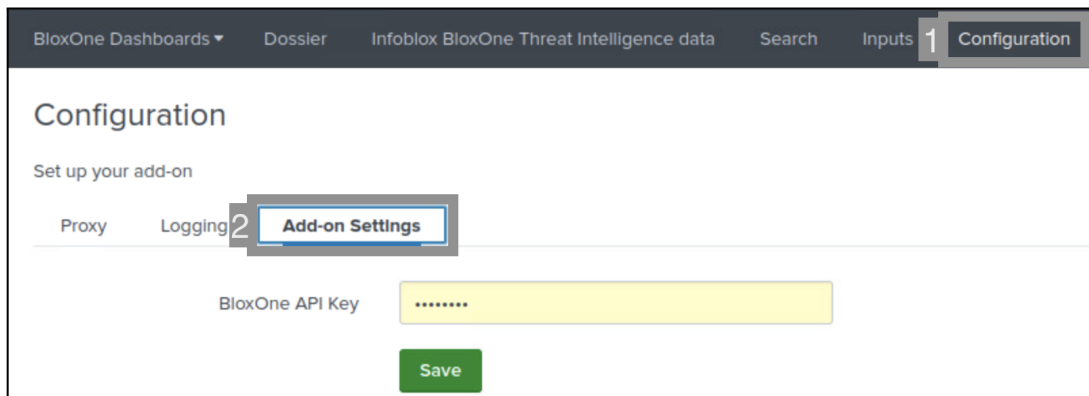 BloxOne Dashboards Dossier Infoblox BloxOne Threat Intelligence data Search Inputs 1 Configuration
Configuration
Set up your add-on
Proxy Logging 2 Add-on Settings
BloxOne API Key ••••••••
Save